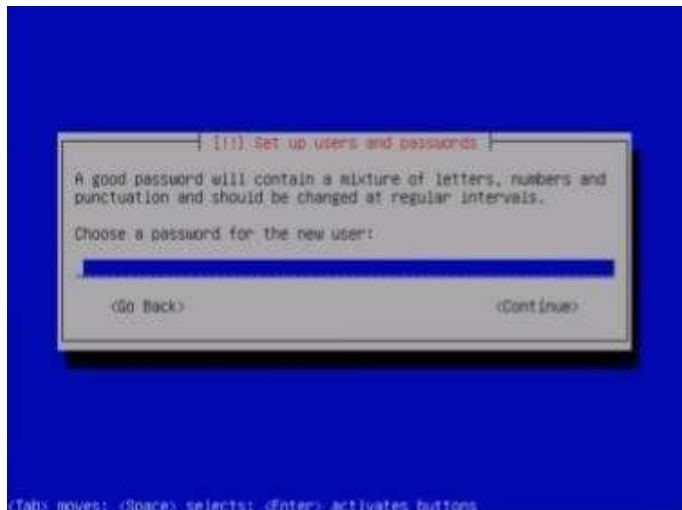 [!!] Set up users and passwords
A good password will contain a mixture of letters, numbers and
punctuation and should be changed at regular intervals.
Choose a password for the new user:
<Go Back> <Continue>
<Tab> moves; <Space> selects; <Enter> activates buttons